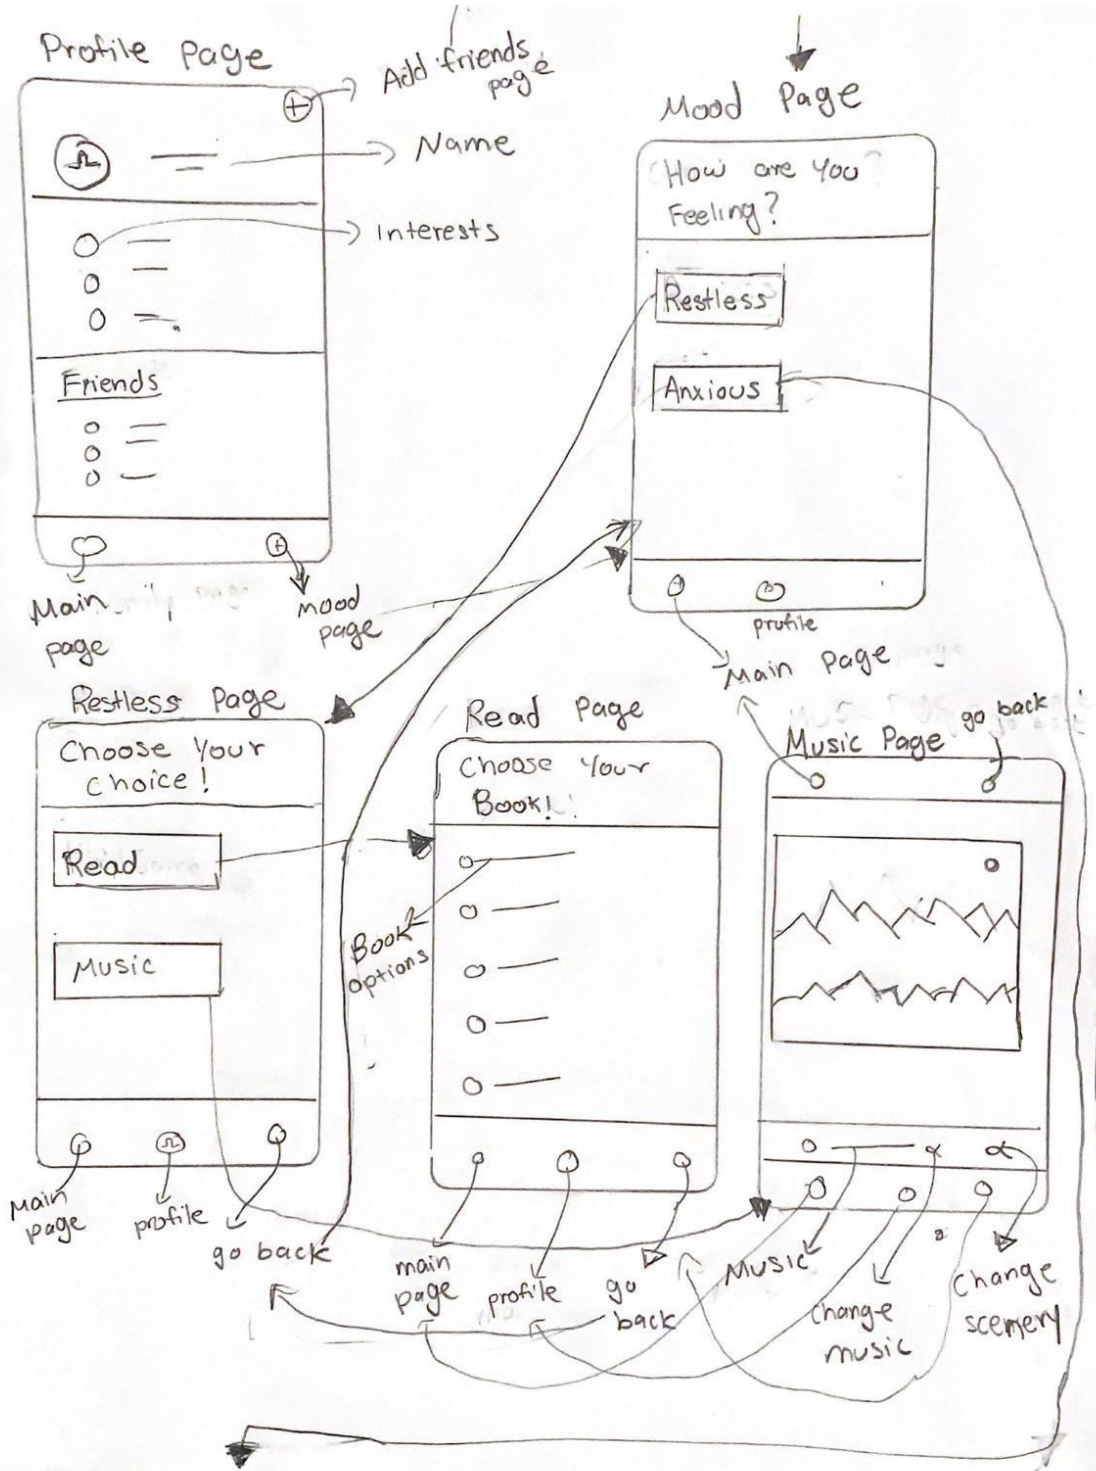 Profile Page
Add friends
page
Name
Interests
Friends
Main
page
mood
page
Mood Page
How are you
Feeling?
Restless
Anxious
profile
Main Page
Restless Page
Choose Your
Choice!
Read
Music
Main
page
profile
go back
Read Page
Choose Your
Book!
Book
options
main
page
profile
go
back
Music Page
go back
Music
change
music
Change
scemery